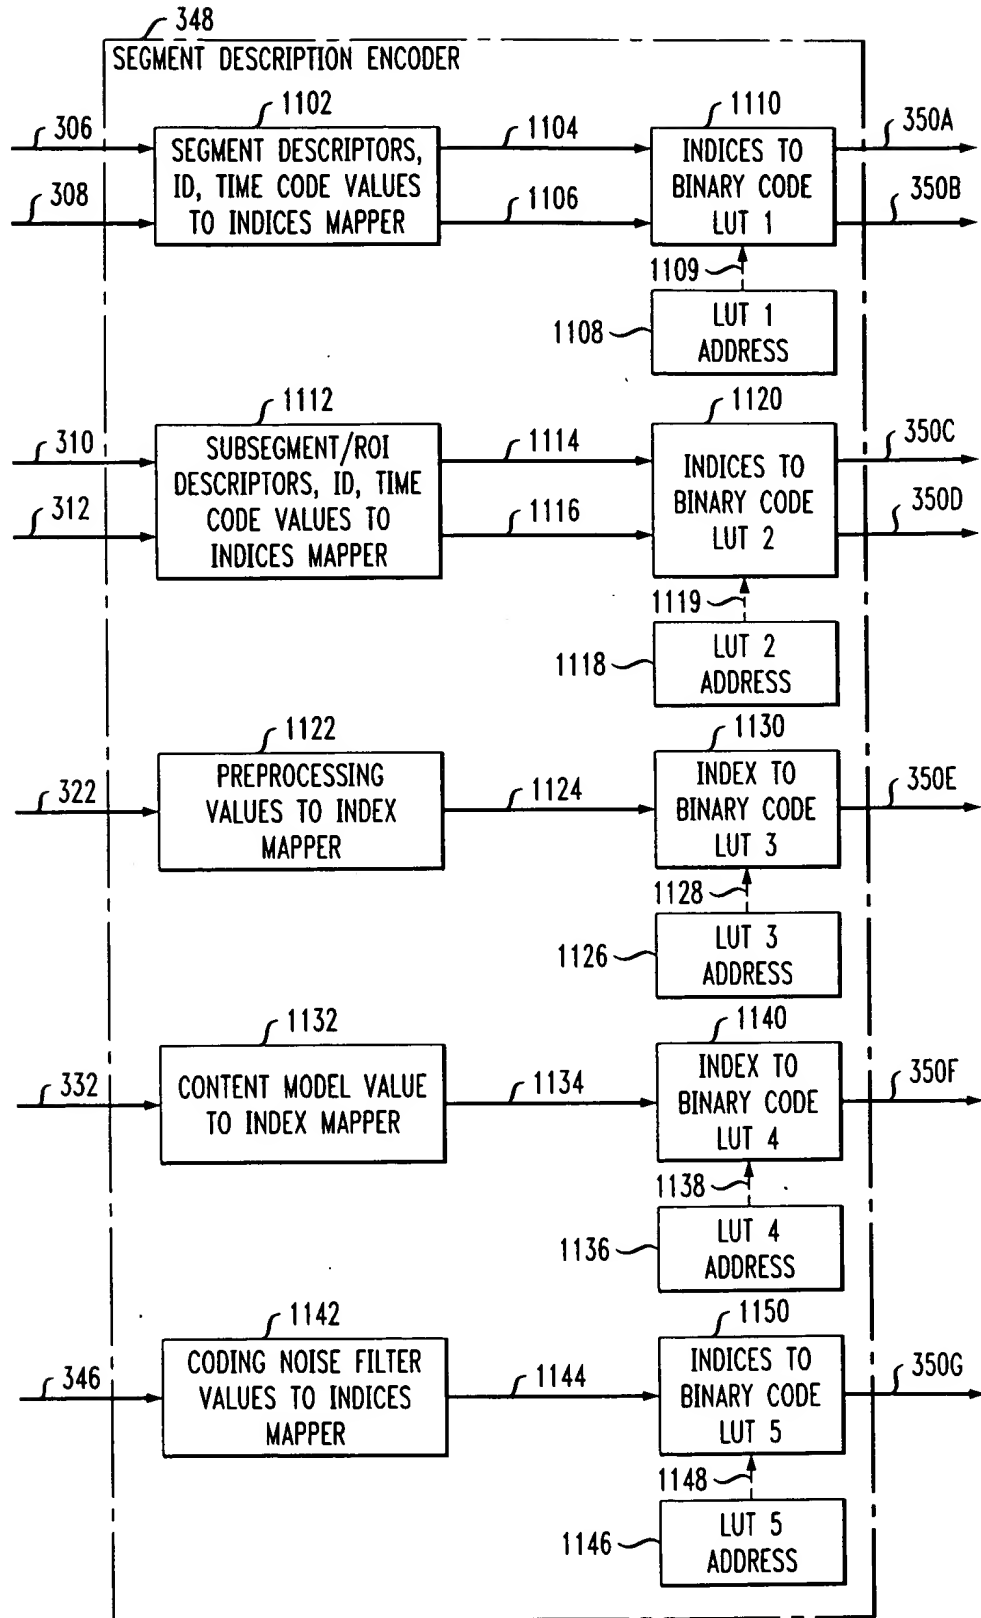 348
SEGMENT DESCRIPTION ENCODER
306
308
1102
SEGMENT DESCRIPTORS,
ID, TIME CODE VALUES
TO INDICES MAPPER
1104
1106
1110
INDICES TO
BINARY CODE
LUT 1
350A
350B
1109
1108
LUT 1
ADDRESS
310
312
1112
SUBSEGMENT/ROI
DESCRIPTORS, ID, TIME
CODE VALUES TO
INDICES MAPPER
1114
1116
1120
INDICES TO
BINARY CODE
LUT 2
350C
350D
1119
1118
LUT 2
ADDRESS
322
1122
PREPROCESSING
VALUES TO INDEX
MAPPER
1124
1130
INDEX TO
BINARY CODE
LUT 3
350E
1128
1126
LUT 3
ADDRESS
332
1132
CONTENT MODEL VALUE
TO INDEX MAPPER
1134
1140
INDEX TO
BINARY CODE
LUT 4
350F
1138
1136
LUT 4
ADDRESS
346
1142
CODING NOISE FILTER
VALUES TO INDICES
MAPPER
1144
1150
INDICES TO
BINARY CODE
LUT 5
350G
1148
1146
LUT 5
ADDRESS